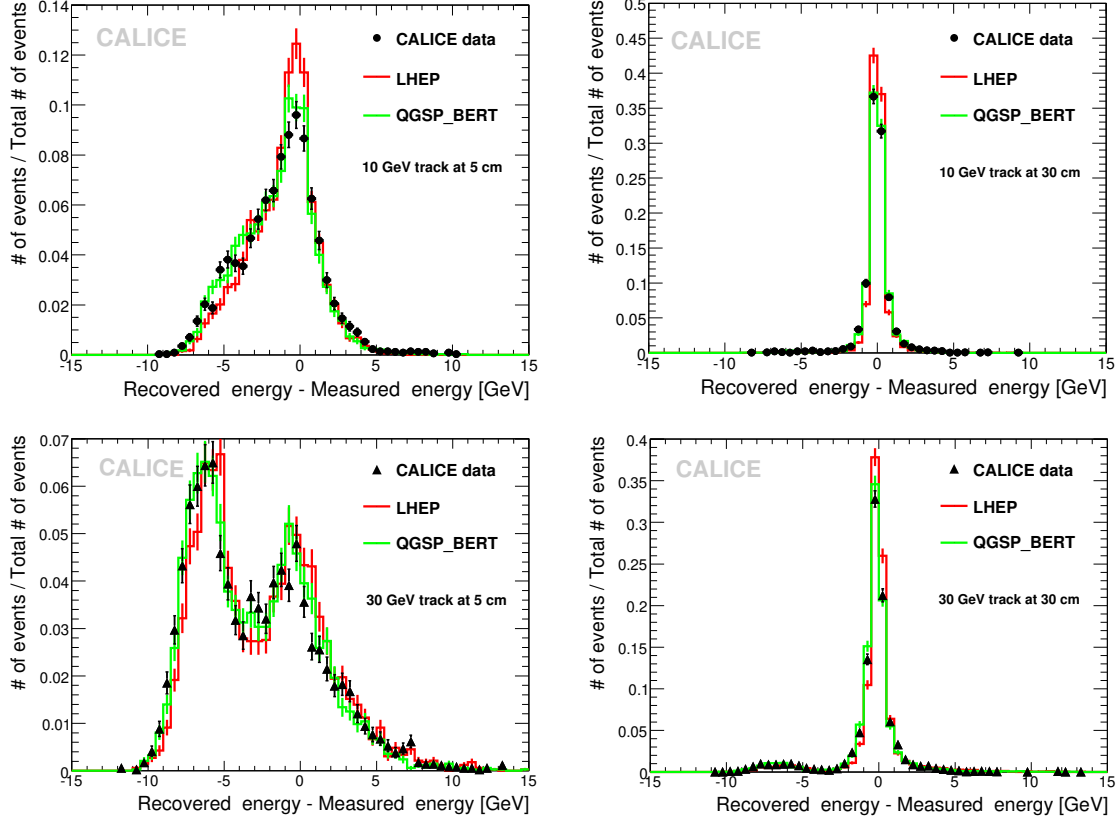 CALICE
CALICE data
LHEP
QGSP_BERT
10 GeV track at 5 cm
# of events / Total # of events
0.14
0.12
0.1
0.08
0.06
0.04
0.02
0
-15 -10 -5 0 5 10 15
Recovered energy - Measured energy [GeV]
CALICE
CALICE data
LHEP
QGSP_BERT
10 GeV track at 30 cm
# of events / Total # of events
0.5
0.45
0.4
0.35
0.3
0.25
0.2
0.15
0.1
0.05
0
-15 -10 -5 0 5 10 15
Recovered energy - Measured energy [GeV]
CALICE
CALICE data
LHEP
QGSP_BERT
30 GeV track at 5 cm
# of events / Total # of events
0.07
0.06
0.05
0.04
0.03
0.02
0.01
0
-15 -10 -5 0 5 10 15
Recovered energy - Measured energy [GeV]
CALICE
CALICE data
LHEP
QGSP_BERT
30 GeV track at 30 cm
# of events / Total # of events
0.4
0.35
0.3
0.25
0.2
0.15
0.1
0.05
0
-15 -10 -5 0 5 10 15
Recovered energy - Measured energy [GeV]